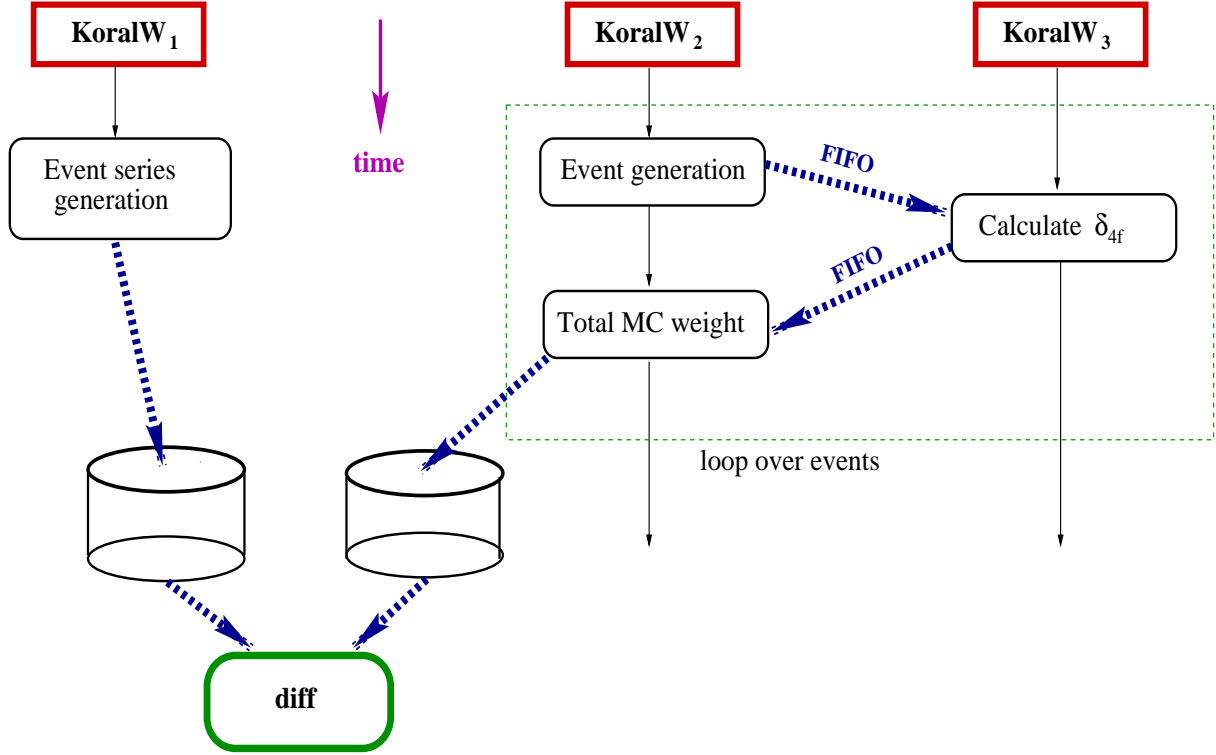 KoralW₁
KoralW₂
KoralW₃
time
Event series
generation
Event generation
FIFO
Calculate δ₄f
FIFO
Total MC weight
loop over events
diff